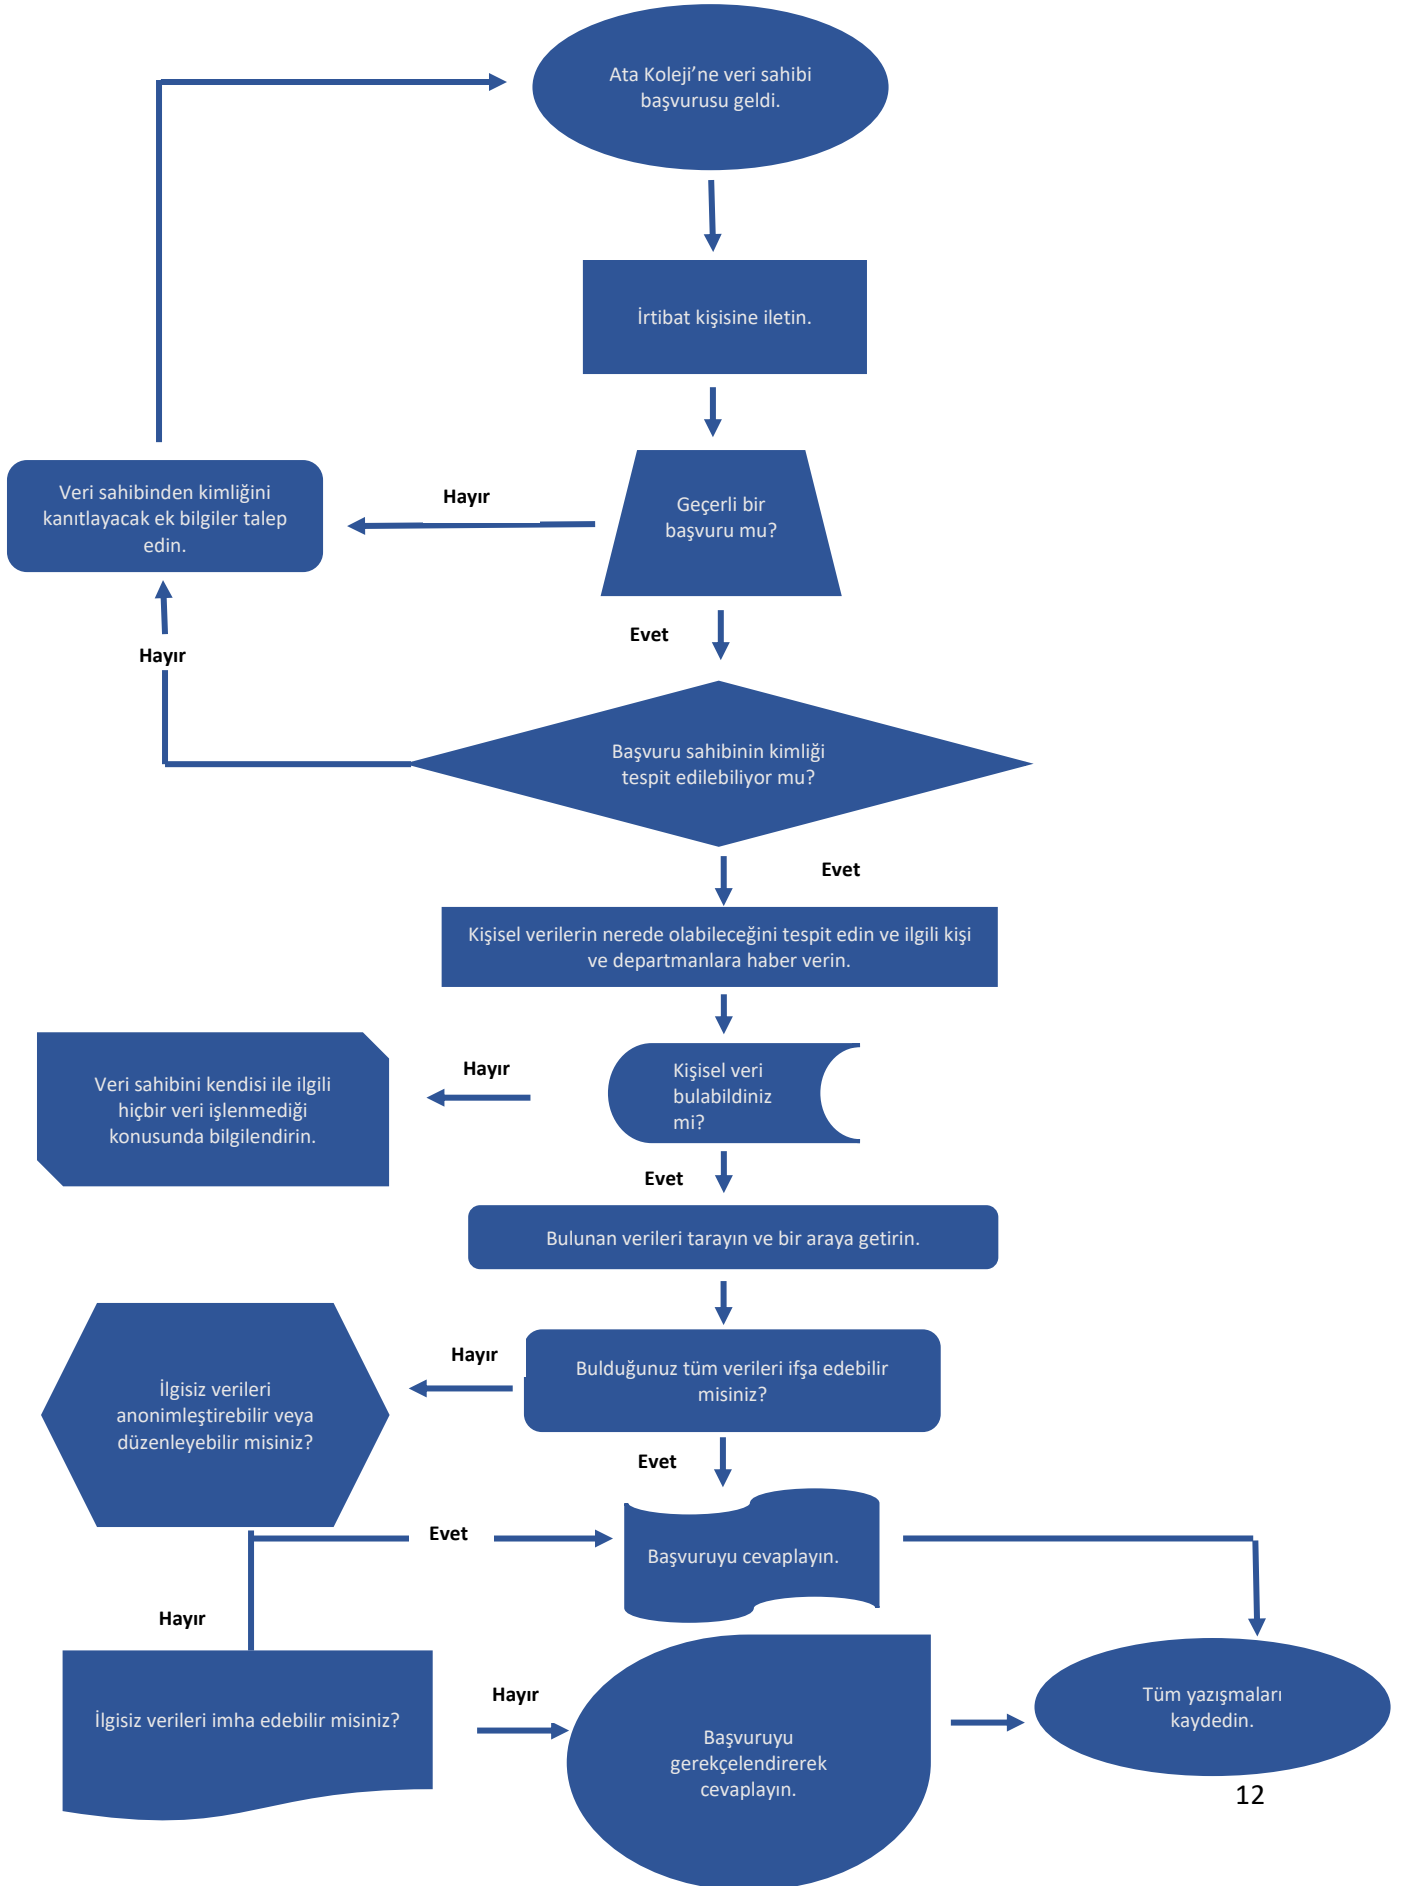 Ata Koleji’ne veri sahibi
başvurusu geldi.
İrtibat kişisine iletin.
Geçerli bir
başvuru mu?
Hayır
Veri sahibinden kimliğini
kanıtlayacak ek bilgiler talep
edin.
Evet
Hayır
Başvuru sahibinin kimliği
tespit edilebiliyor mu?
Evet
Kişisel verilerin nerede olabileceğini tespit edin ve ilgili kişi
ve departmanlara haber verin.
Kişisel veri
bulabildiniz
mi?
Hayır
Veri sahibini kendisi ile ilgili
hiçbir veri işlenmediği
konusunda bilgilendirin.
Evet
Bulunan verileri tarayın ve bir araya getirin.
Bulduğunuz tüm verileri ifşa edebilir
misiniz?
Hayır
İlgisiz verileri
anonimleştirebilir veya
düzenleyebilir misiniz?
Evet
Evet
Başvuruyu cevaplayın.
Hayır
İlgisiz verileri imha edebilir misiniz?
Hayır
Başvuruyu
gerekçelendirerek
cevaplayın.
Tüm yazışmaları
kaydedin.
12